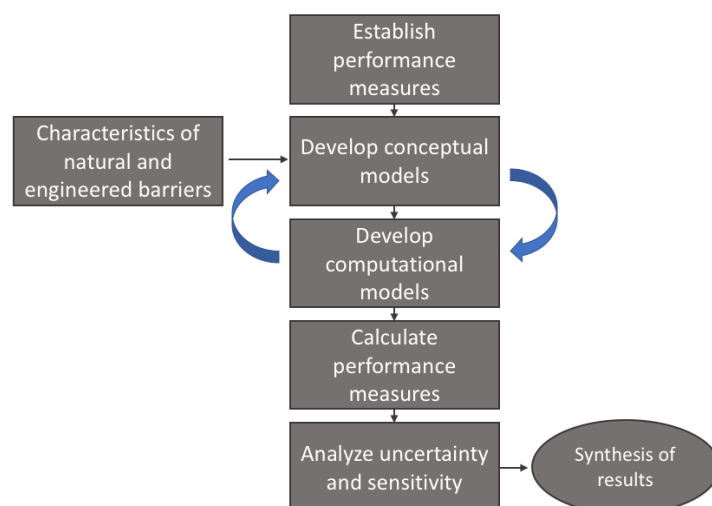 Establish
performance
measures
Characteristics of
natural and
engineered barriers
Develop conceptual
models
Develop
computational
models
Calculate
performance
measures
Analyze uncertainty
and sensitivity
Synthesis of
results